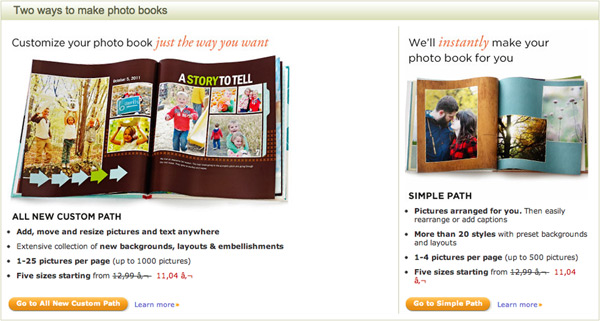 Two ways to make photo books
Customize your photo book just the way you want
October 5, 2011
A STORY TO TELL
ALL NEW CUSTOM PATH
Add, move and resize pictures and text anywhere
Extensive collection of new backgrounds, layouts & embellishments
1-25 pictures per page (up to 1000 pictures)
Five sizes starting from 12,99 â‚¬ 11,04 â‚¬
Go to All New Custom Path Learn more
We'll instantly make your
photo book for you
SIMPLE PATH
Pictures arranged for you. Then easily
rearrange or add captions
More than 20 styles with preset backgrounds
and layouts
1-4 pictures per page (up to 500 pictures)
Five sizes starting from 12,99 â‚¬ 11,04
â‚¬
Go to Simple Path Learn more